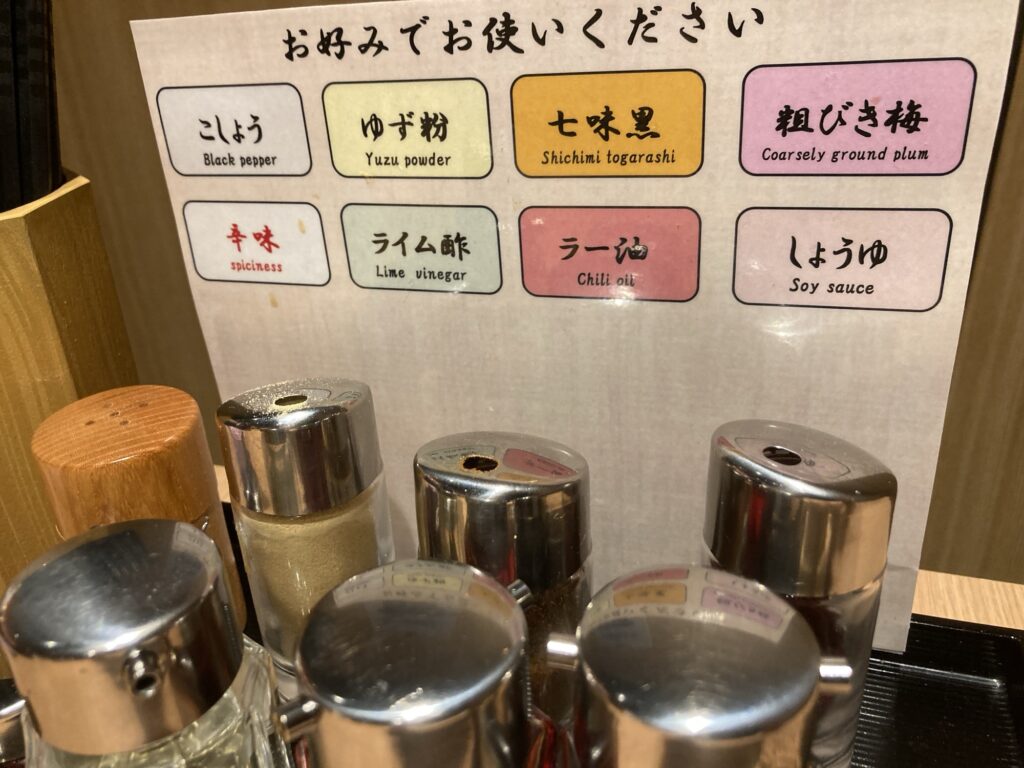 お好みでお使いください
こしょう
Black pepper
ゆず粉
Yuzu powder
七味黒
Shichimi togarashi
粗びき梅
Coarsely ground plum
辛味
spiciness
ライム酢
Lime vinegar
ラー油
Chili oil
しょうゆ
Soy sauce